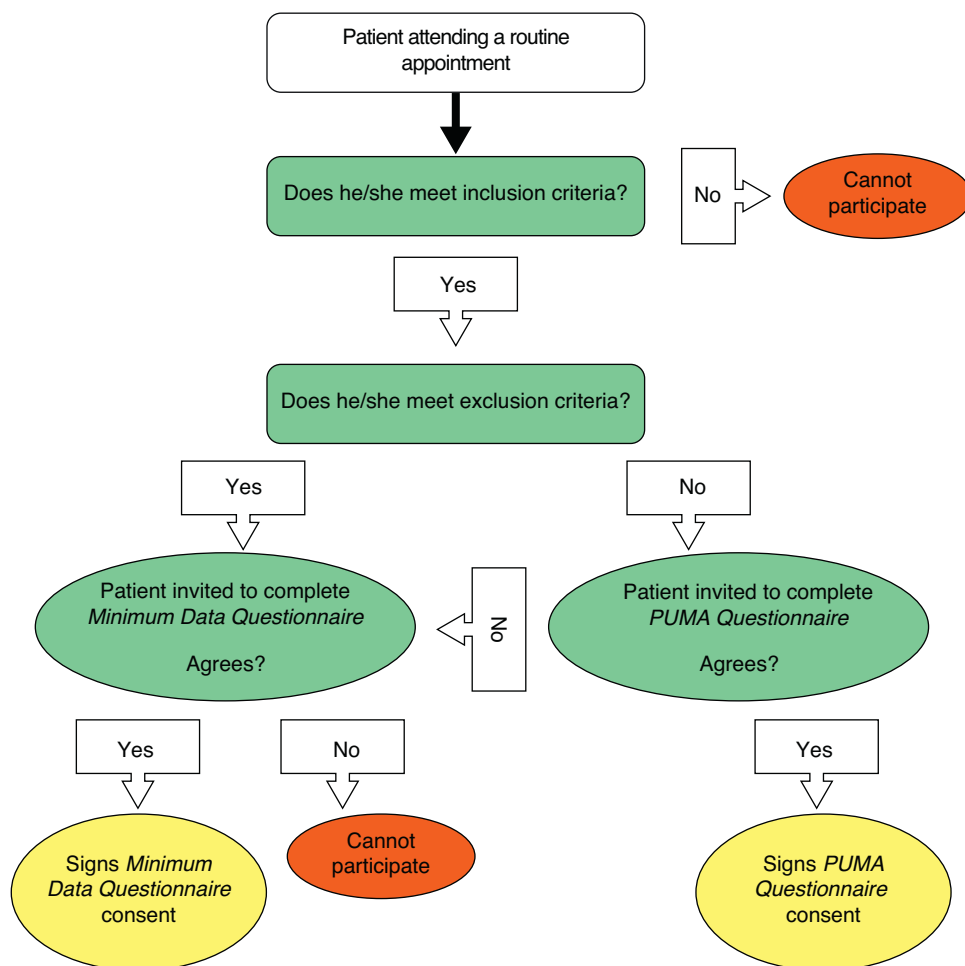 Patient attending a routine
appointment
Does he/she meet inclusion criteria?
No
Cannot
participate
Yes
Does he/she meet exclusion criteria?
Yes
No
Patient invited to complete
Minimum Data Questionnaire
Agrees?
No
Patient invited to complete
PUMA Questionnaire
Agrees?
Yes
No
Yes
Signs Minimum
Data Questionnaire
consent
Cannot
participate
Signs PUMA
Questionnaire
consent